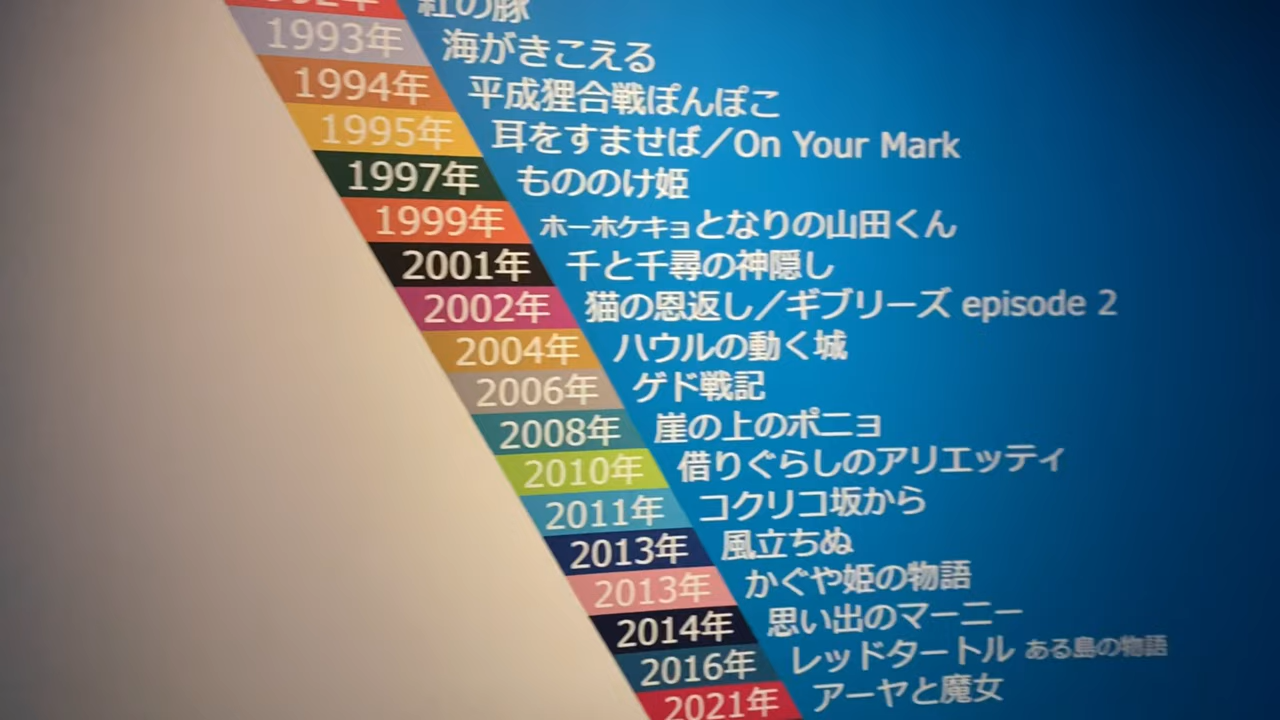 1992年 紅の豚
1993年 海がきこえる
1994年 平成狸合戦ぽんぽこ
1995年 耳をすませば／On Your Mark
1997年 もののけ姫
1999年 ホーホケキョとなりの山田くん
2001年 千と千尋の神隠し
2002年 猫の恩返し／ギブリーズ episode 2
2004年 ハウルの動く城
2006年 ゲド戦記
2008年 崖の上のポニョ
2010年 借りぐらしのアリエッティ
2011年 コクリコ坂から
2013年 風立ちぬ
2013年 かぐや姫の物語
2014年 思い出のマーニー
2016年 レッドタートル ある島の物語
2021年 アーヤと魔女